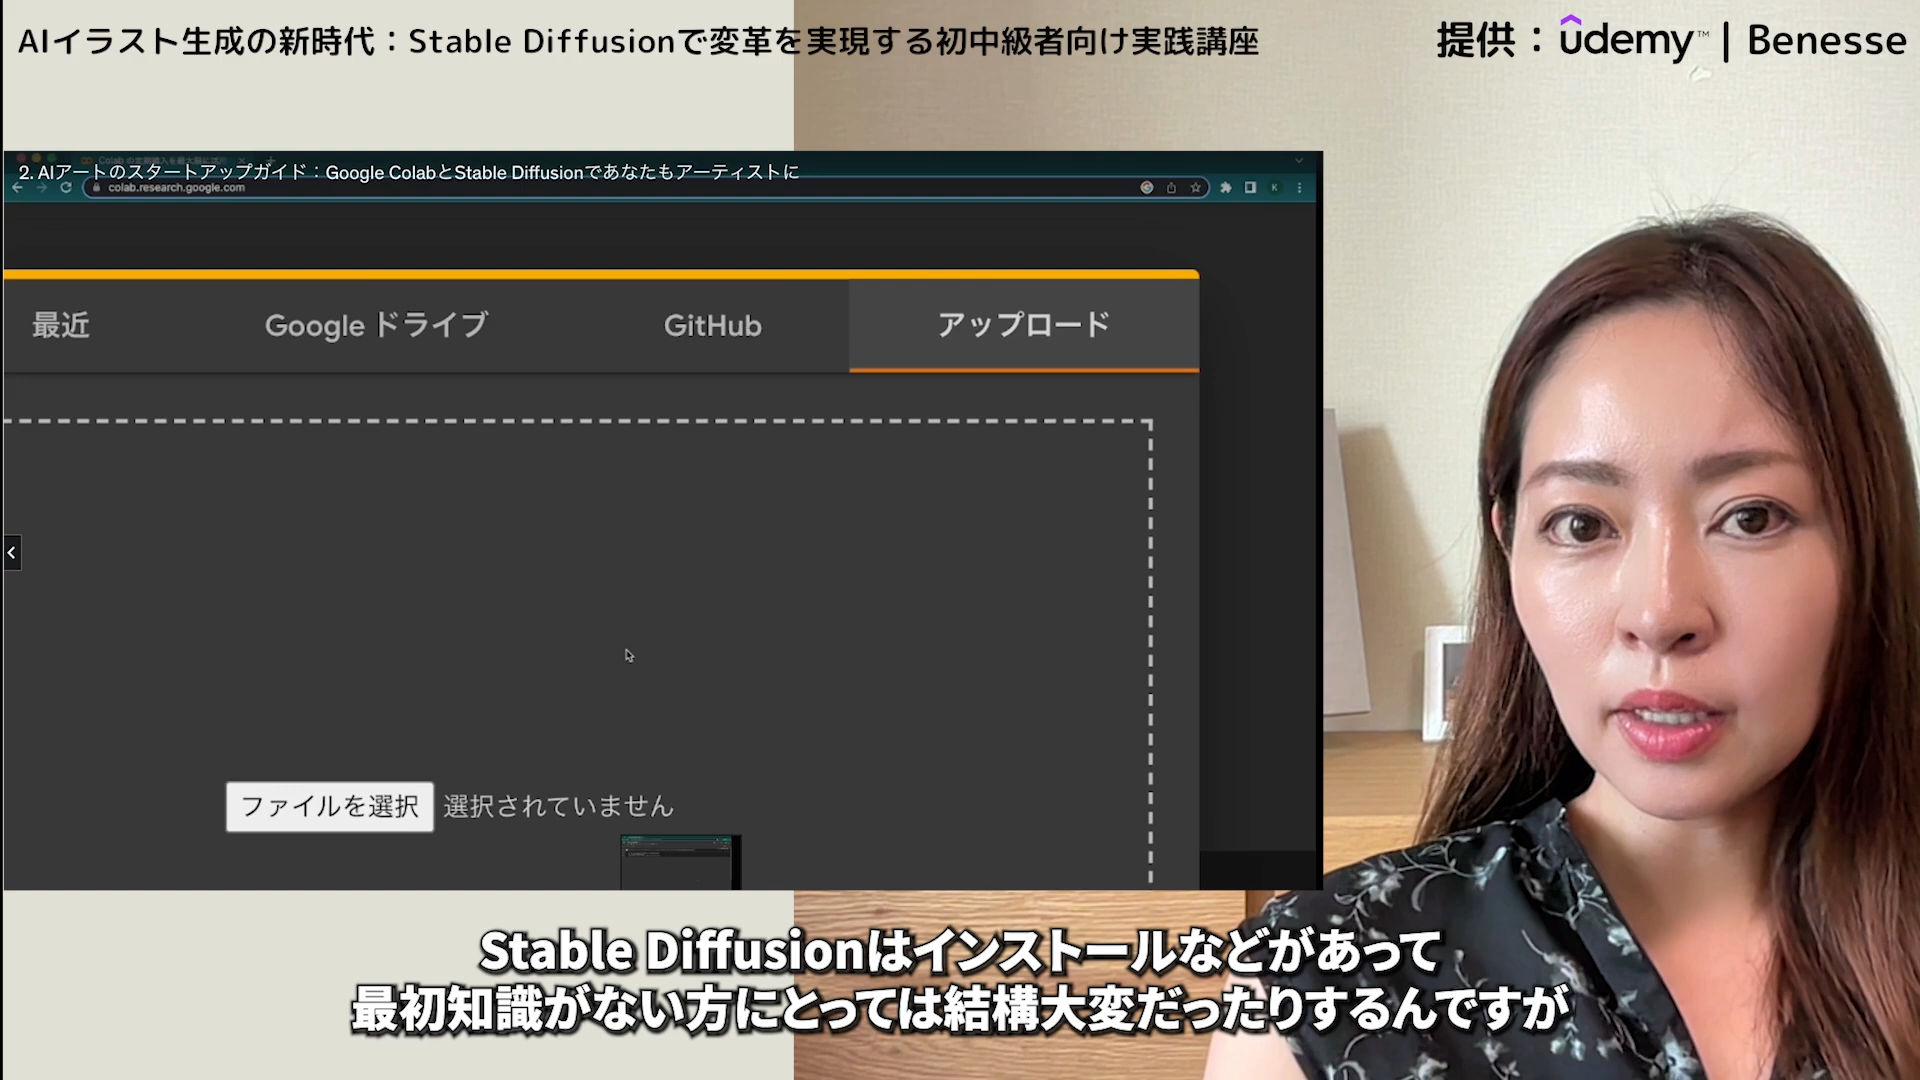 AIイラスト生成の新時代：Stable Diffusionで変革を実現する初中級者向け実践講座
提供：ûdemy™ | Benesse
2. AIアートのスタートアップガイド：Google ColabとStable Diffusionであなたもアーティストに
colab.research.google.com
K
最近
Google ドライブ
GitHub
アップロード
ファイルを選択 選択されていません
Stable Diffusionはインストールなどがあって
最初知識がない方にとっては結構大変だったりするんですが